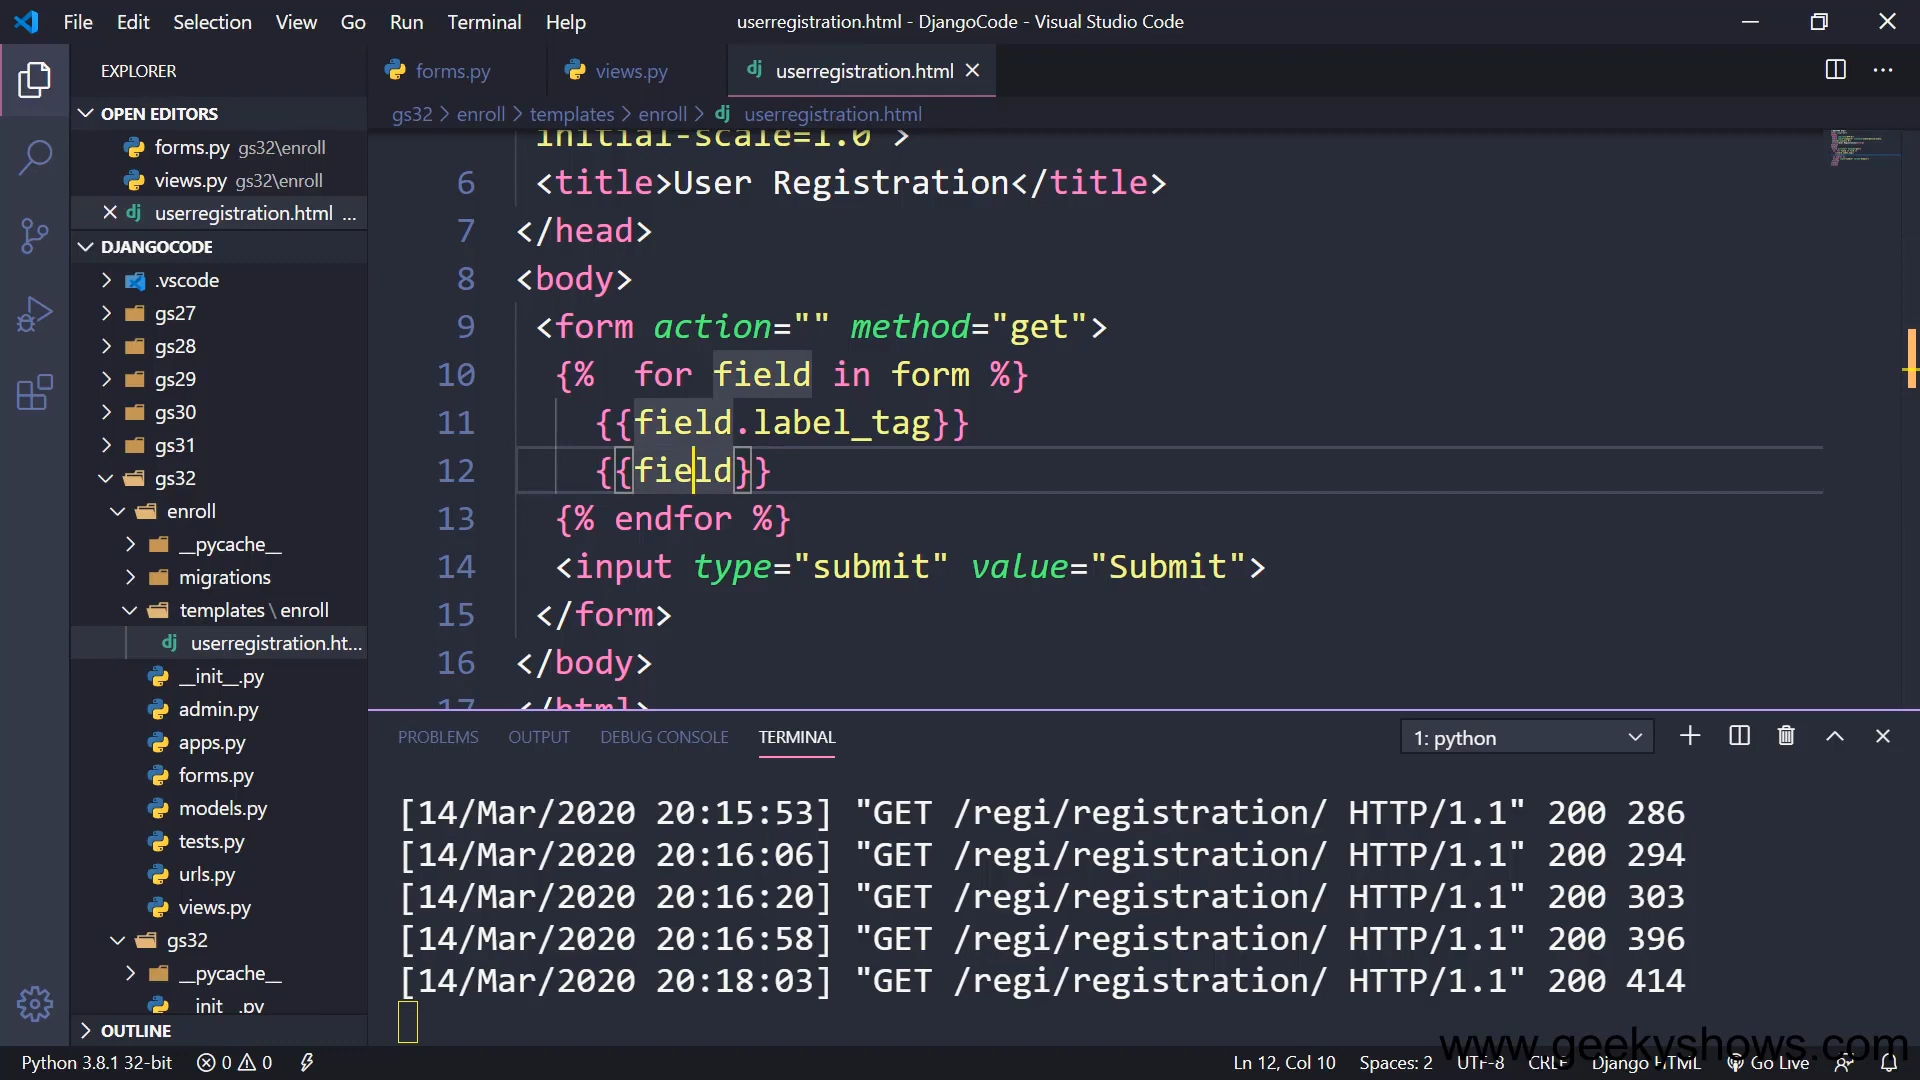 File Edit Selection View Go Run Terminal Help
userregistration.html - DjangoCode - Visual Studio Code
EXPLORER
OPEN EDITORS
forms.py gs32\enroll
views.py gs32\enroll
userregistration.html ...
DJANGOCODE
.vscode
gs27
gs28
gs29
gs30
gs31
gs32
enroll
__pycache__
migrations
templates\enroll
userregistration.ht...
__init__.py
admin.py
apps.py
forms.py
models.py
tests.py
urls.py
views.py
gs32
__pycache__
__init__.py
OUTLINE
forms.py views.py userregistration.html
gs32 > enroll > templates > enroll > userregistration.html
initial-scale=1.0">
6 <title>User Registration</title>
7 </head>
8 <body>
9 <form action="" method="get">
10 {%  for field in form %}
11 {{field.label_tag}}
12 {{field}}
13 {% endfor %}
14 <input type="submit" value="Submit">
15 </form>
16 </body>
17 </html>
PROBLEMS OUTPUT DEBUG CONSOLE TERMINAL
1: python
[14/Mar/2020 20:15:53] "GET /regi/registration/ HTTP/1.1" 200 286
[14/Mar/2020 20:16:06] "GET /regi/registration/ HTTP/1.1" 200 294
[14/Mar/2020 20:16:20] "GET /regi/registration/ HTTP/1.1" 200 303
[14/Mar/2020 20:16:58] "GET /regi/registration/ HTTP/1.1" 200 396
[14/Mar/2020 20:18:03] "GET /regi/registration/ HTTP/1.1" 200 414
www.geekyshows.com
Python 3.8.1 32-bit 0 0
Ln 12, Col 10 Spaces: 2 UTF-8 CRLF Django HTML Go Live